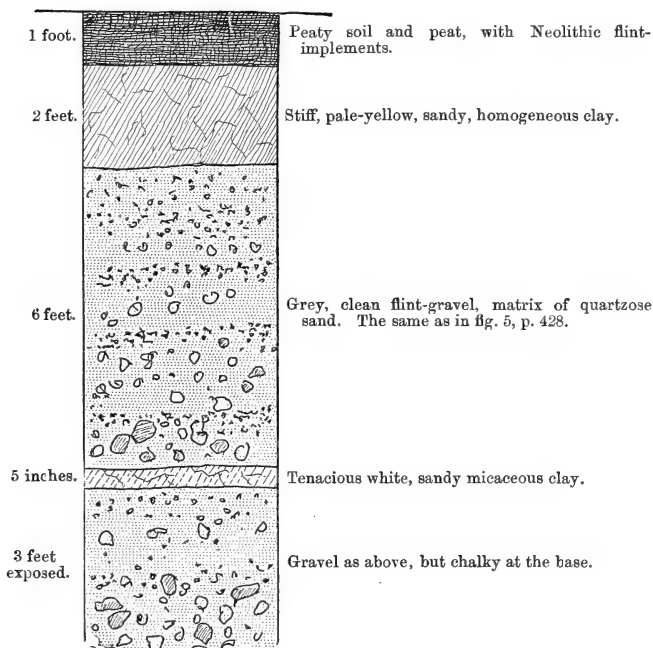 1 foot.
Peaty soil and peat, with Neolithic flint-
implements.
2 feet.
Stiff, pale-yellow, sandy, homogeneous clay.
6 feet.
Grey, clean flint-gravel, matrix of quartzose
sand. The same as in fig. 5, p. 428.
5 inches.
Tenacious white, sandy micaceous clay.
3 feet
exposed.
Gravel as above, but chalky at the base.